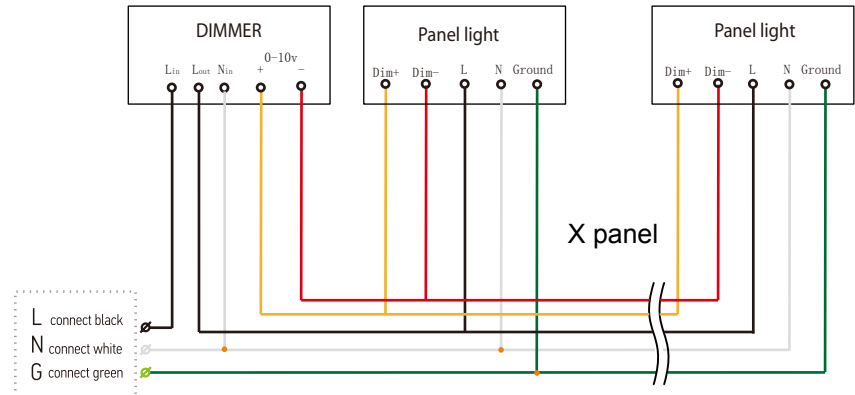 DIMMER
0-10v
Lin Lout Nin + -
Panel light
Dim+ Dim- L N Ground
Panel light
Dim+ Dim- L N Ground
X panel
L connect black
N connect white
G connect green